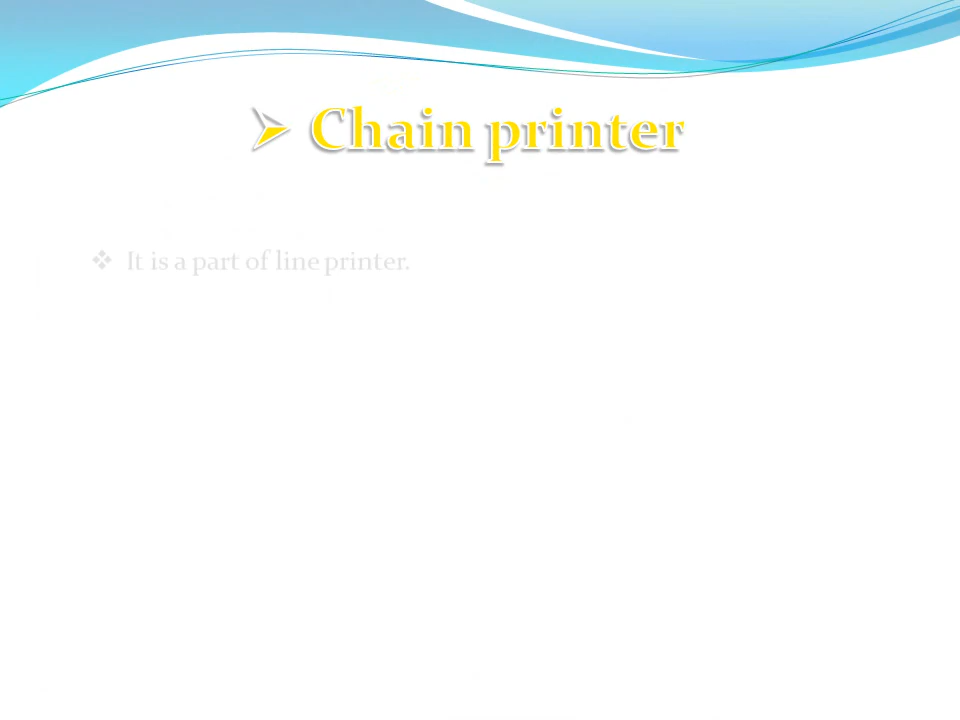 ➢ Chain printer
❖ It is a part of line printer.